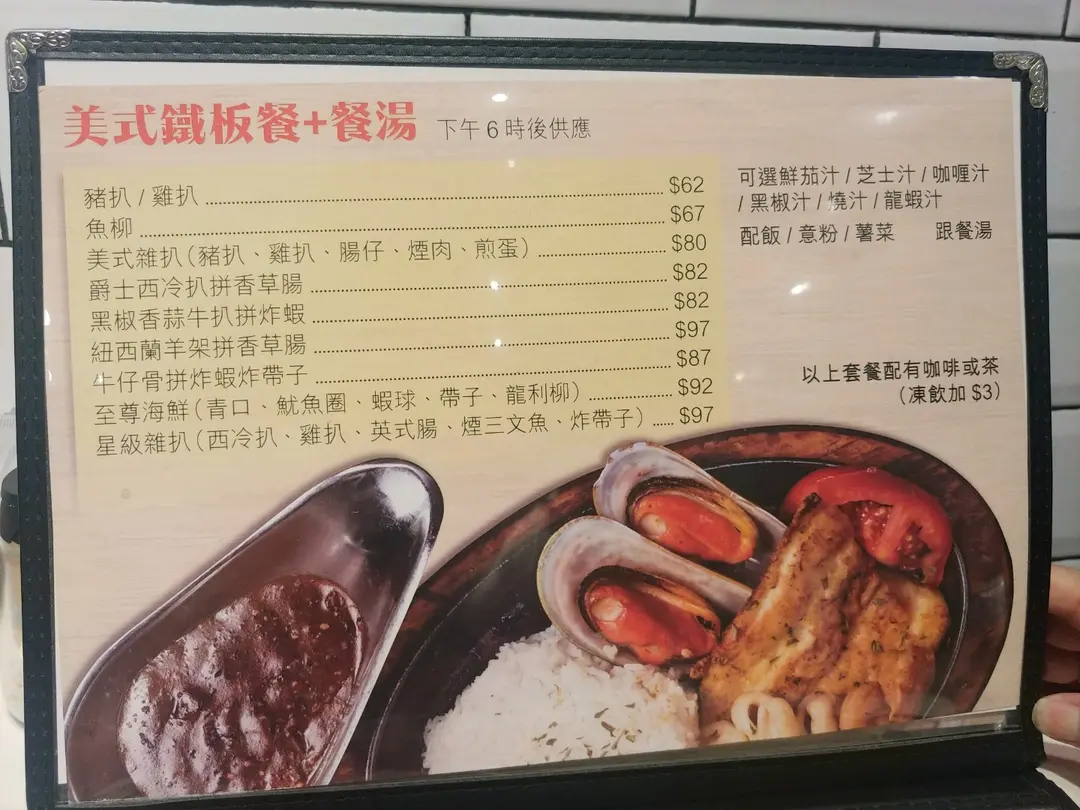 美式鐵板餐+餐湯 下午6時後供應
豬扒 / 雞扒 $62
魚柳 $67
美式雜扒(豬扒、雞扒、腸仔、煙肉、煎蛋) $80
爵士西冷扒拼香草腸 $82
黑椒香蒜牛扒拼炸蝦 $82
紐西蘭羊架拼香草腸 $97
牛仔骨拼炸蝦炸帶子 $87
至尊海鮮(青口、魷魚圈、蝦球、帶子、龍利柳) $92
星級雜扒(西冷扒、雞扒、英式腸、煙三文魚、炸帶子) $97
可選鮮茄汁 / 芝士汁 / 咖喱汁
/ 黑椒汁 / 燒汁 / 龍蝦汁
配飯 / 意粉 / 薯菜 跟餐湯
以上套餐配有咖啡或茶
(凍飲加 $3)